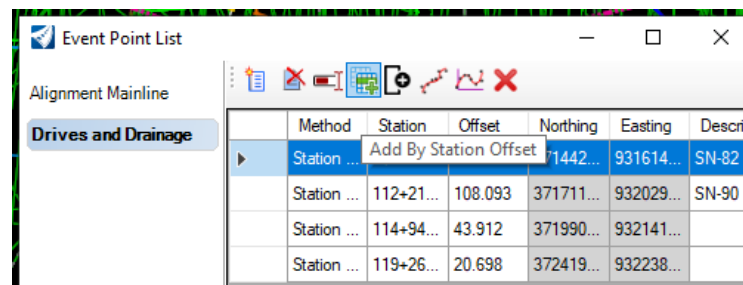 Event Point List
Alignment Mainline
Drives and Drainage
Method Station Offset Northing Easting Descri
Station ... Add By Station Offset 71442... 931614... SN-82
Station ... 112+21... 108.093 371711... 932029... SN-90
Station ... 114+94... 43.912 371990... 932141...
Station ... 119+26... 20.698 372419... 932238...